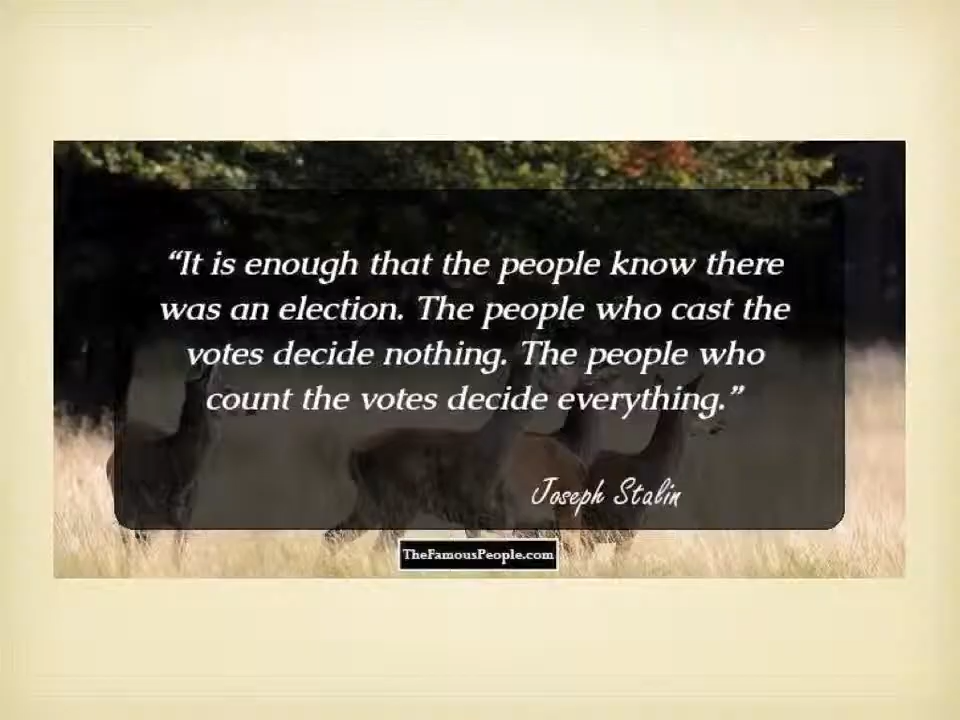 “It is enough that the people know there
was an election. The people who cast the
votes decide nothing. The people who
count the votes decide everything.”
Joseph Stalin
TheFamousPeople.com